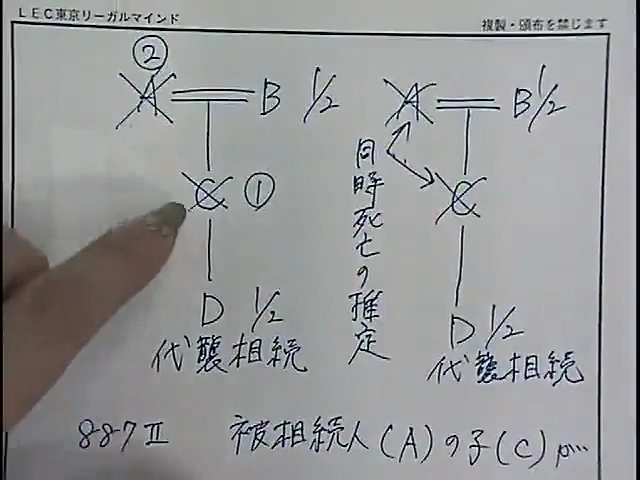 LEC東京リーガルマインド
複製・頒布を禁じます
②
A B 1/2
C ①
D 1/2
代襲相続
同時死亡の推定
A B 1/2
C
D 1/2
代襲相続
887Ⅱ 被相続人(A)の子(C)が…